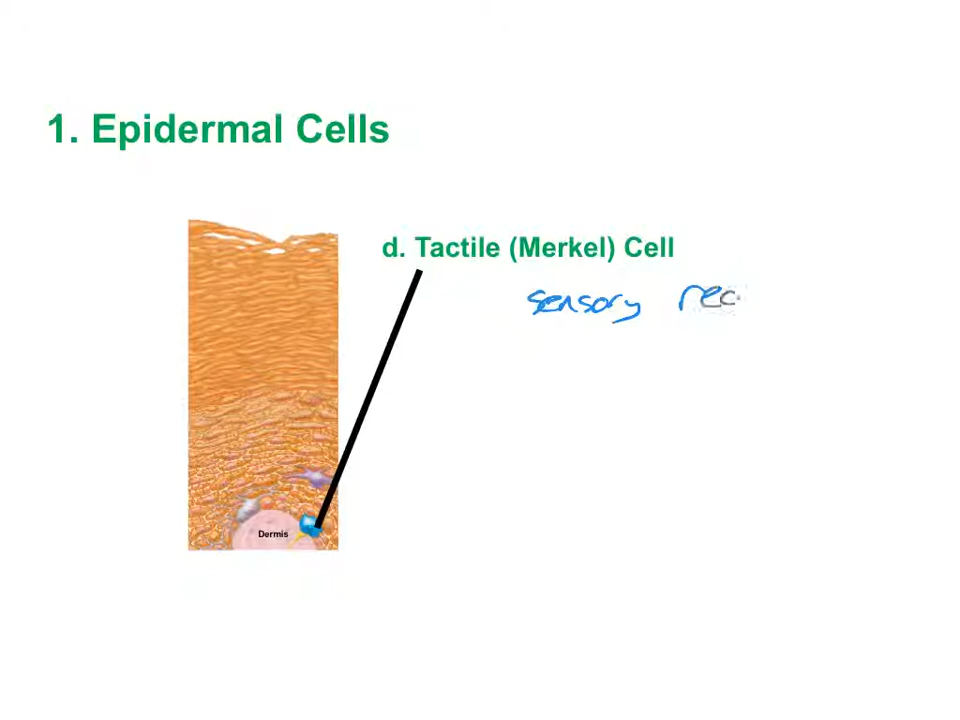 1. Epidermal Cells
d. Tactile (Merkel) Cell
sensory rec
Dermis